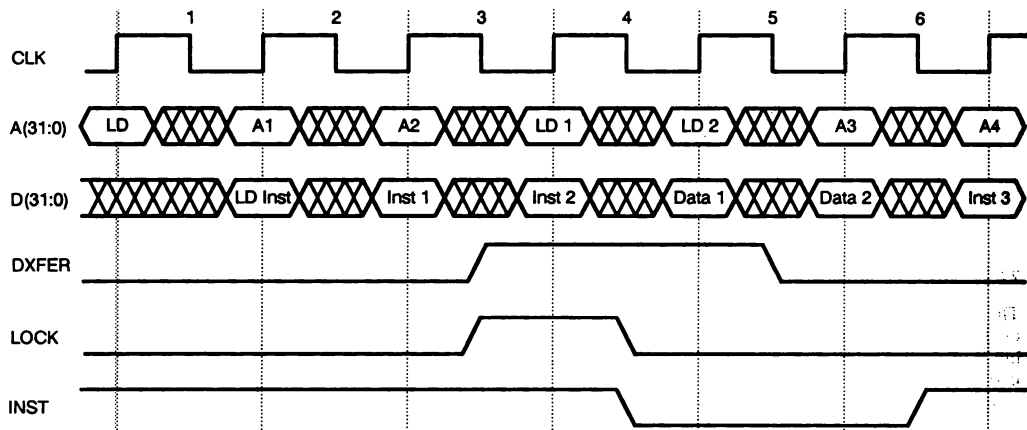 1 2 3 4 5 6
CLK
A(31:0) LD A1 A2 LD 1 LD 2 A3 A4
D(31:0) LD Inst Inst 1 Inst 2 Data 1 Data 2 Inst 3
DXFER
LOCK
INST